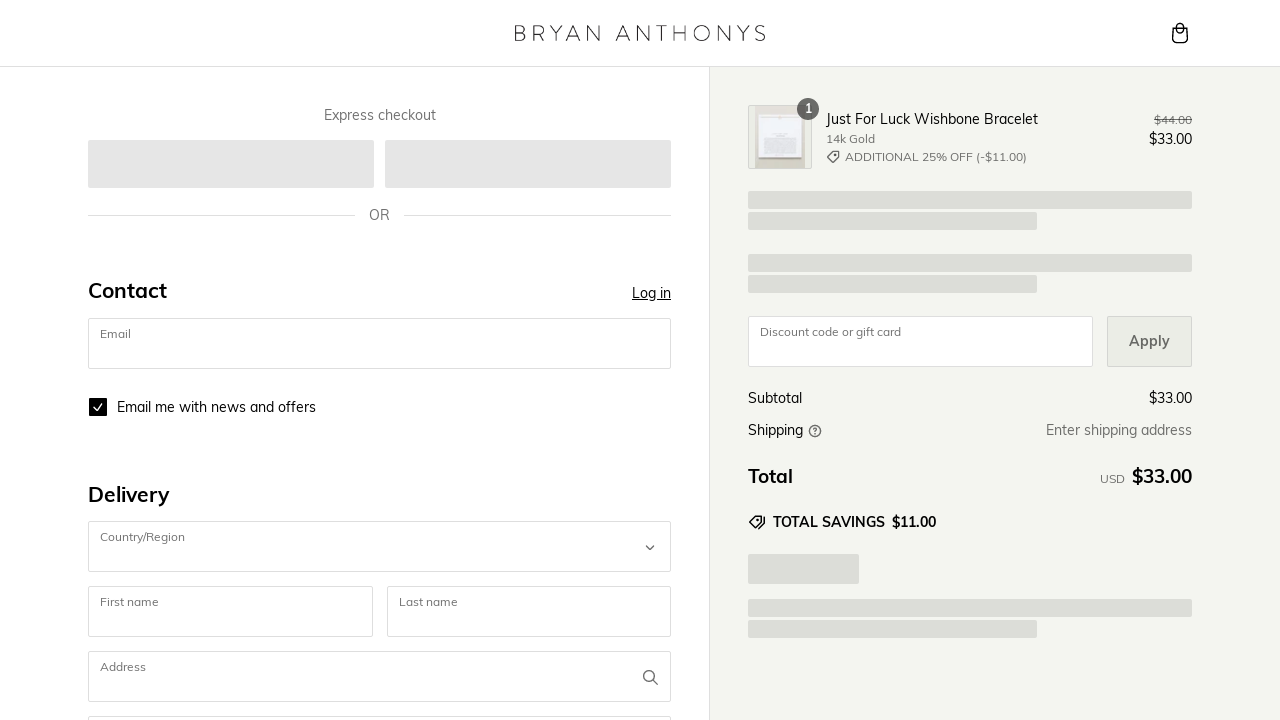 BRYAN ANTHONYS
Express checkout
OR
Contact
Log in
Email
Email me with news and offers
Delivery
Country/Region
First name
Last name
Address
1
Just For Luck Wishbone Bracelet
14k Gold
ADDITIONAL 25% OFF (-$11.00)
$44.00
$33.00
Discount code or gift card
Apply
Subtotal
$33.00
Shipping
Enter shipping address
Total
USD $33.00
TOTAL SAVINGS $11.00